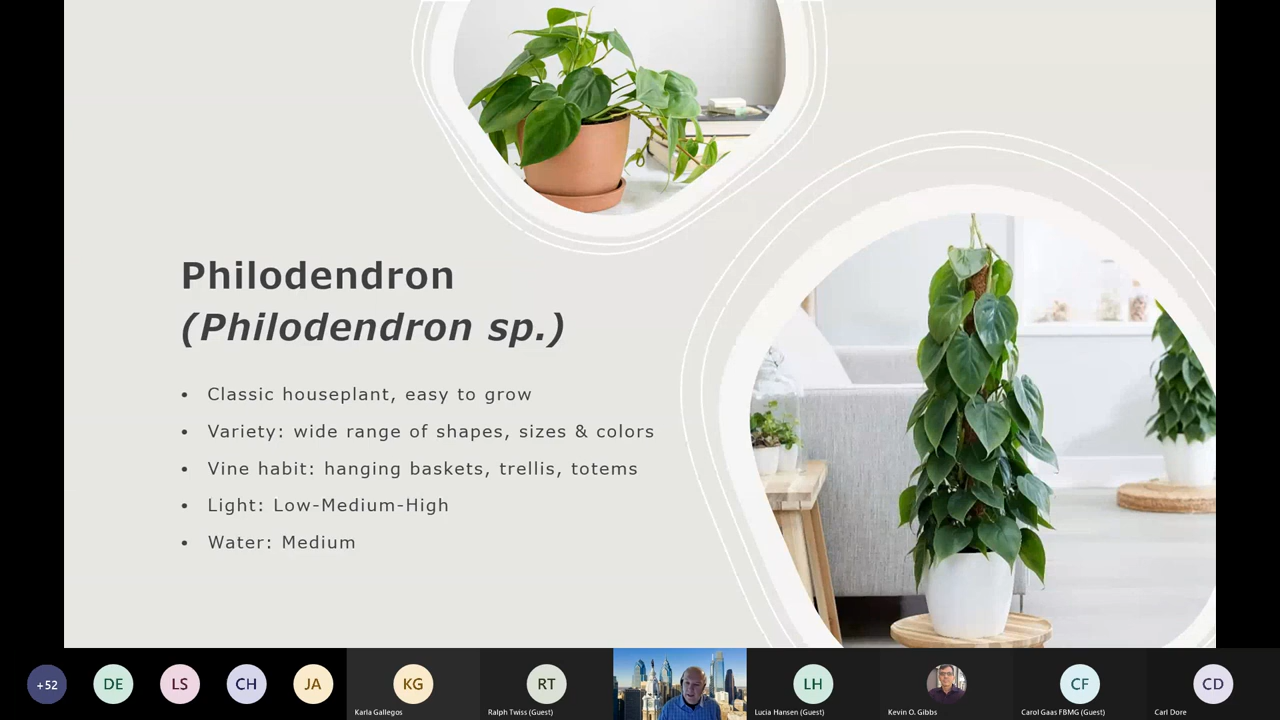 Philodendron
(Philodendron sp.)
• Classic houseplant, easy to grow
• Variety: wide range of shapes, sizes & colors
• Vine habit: hanging baskets, trellis, totems
• Light: Low-Medium-High
• Water: Medium
+52
DE
LS
CH
JA
KG
Karla Gallegos
RT
Ralph Twiss (Guest)
LH
Lucia Hansen (Guest)
Kevin O. Gibbs
CF
Carol Gaas FBMG (Guest)
CD
Carl Dore